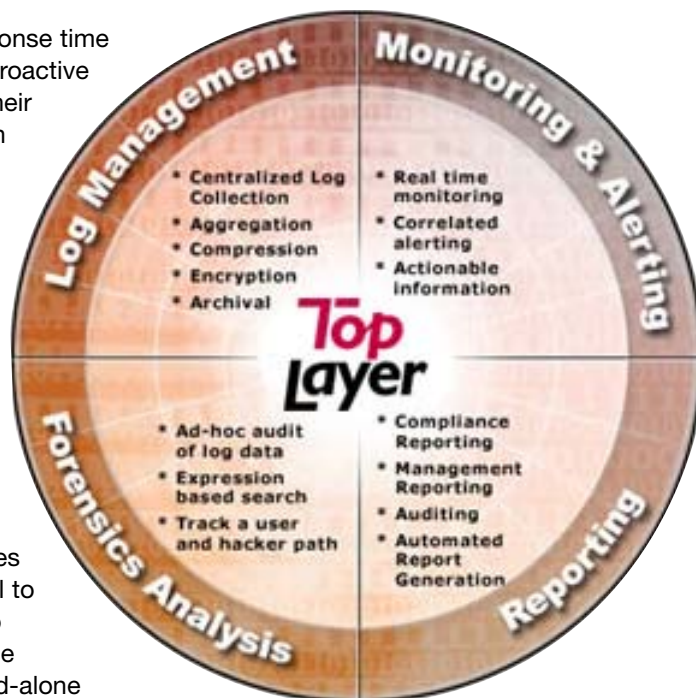 onse time
roactive
heir
Log Management
* Centralized Log
Collection
* Aggregation
* Compression
* Encryption
* Archival
Monitoring & Alerting
* Real time
monitoring
* Correlated
alerting
* Actionable
information
Top
Layer
Forensics Analysis
* Ad-hoc audit
of log data
* Expression
based search
* Track a user
and hacker path
Reporting
* Compliance
Reporting
* Management
Reporting
* Auditing
* Automated
Report
Generation
es
l to
e
d-alone